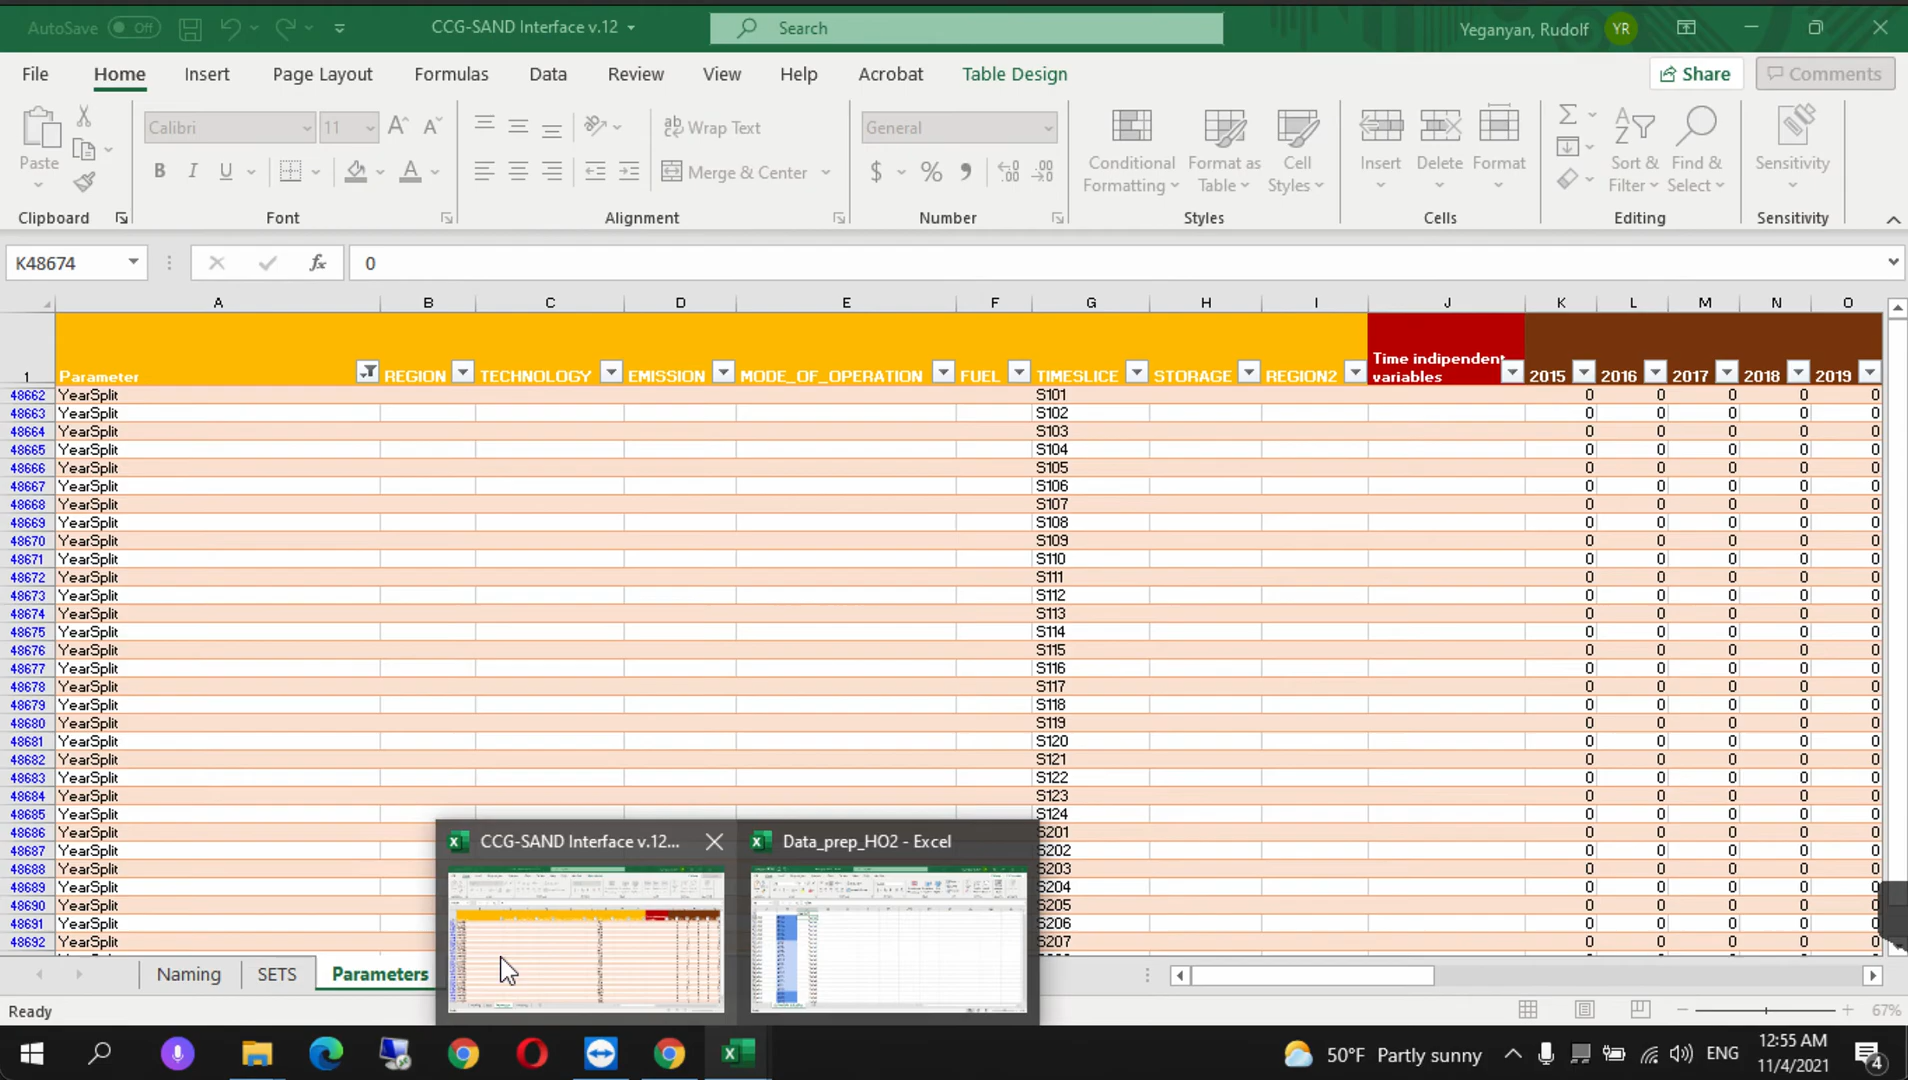 AutoSave Off CCG-SAND Interface v.12 Search Yeganyan, Rudolf YR
File Home Insert Page Layout Formulas Data Review View Help Acrobat Table Design Share Comments
Paste Calibri 11 Wrap Text General Conditional Formatting Format as Table Cell Styles Insert Delete Format Sort & Filter Find & Select Sensitivity
B I U Merge & Center $ % 9
Clipboard Font Alignment Number Styles Cells Editing Sensitivity
K48674 fx 0
A B C D E F G H I J K L M N O
1 Parameter REGION TECHNOLOGY EMISSION MODE_OF_OPERATION FUEL TIMESLICE STORAGE REGION2 Time indipendent variables 2015 2016 2017 2018 2019
48662 YearSplit S101 0 0 0 0 0
48663 YearSplit S102 0 0 0 0 0
48664 YearSplit S103 0 0 0 0 0
48665 YearSplit S104 0 0 0 0 0
48666 YearSplit S105 0 0 0 0 0
48667 YearSplit S106 0 0 0 0 0
48668 YearSplit S107 0 0 0 0 0
48669 YearSplit S108 0 0 0 0 0
48670 YearSplit S109 0 0 0 0 0
48671 YearSplit S110 0 0 0 0 0
48672 YearSplit S111 0 0 0 0 0
48673 YearSplit S112 0 0 0 0 0
48674 YearSplit S113 0 0 0 0 0
48675 YearSplit S114 0 0 0 0 0
48676 YearSplit S115 0 0 0 0 0
48677 YearSplit S116 0 0 0 0 0
48678 YearSplit S117 0 0 0 0 0
48679 YearSplit S118 0 0 0 0 0
48680 YearSplit S119 0 0 0 0 0
48681 YearSplit S120 0 0 0 0 0
48682 YearSplit S121 0 0 0 0 0
48683 YearSplit S122 0 0 0 0 0
48684 YearSplit S123 0 0 0 0 0
48685 YearSplit S124 0 0 0 0 0
48686 YearSplit S201 0 0 0 0 0
48687 YearSplit S202 0 0 0 0 0
48688 YearSplit S203 0 0 0 0 0
48689 YearSplit S204 0 0 0 0 0
48690 YearSplit S205 0 0 0 0 0
48691 YearSplit S206 0 0 0 0 0
48692 YearSplit S207 0 0 0 0 0
CCG-SAND Interface v.12... Data_prep_HO2 - Excel
Naming SETS Parameters
Ready 67%
50°F Partly sunny ENG 12:55 AM 11/4/2021 4